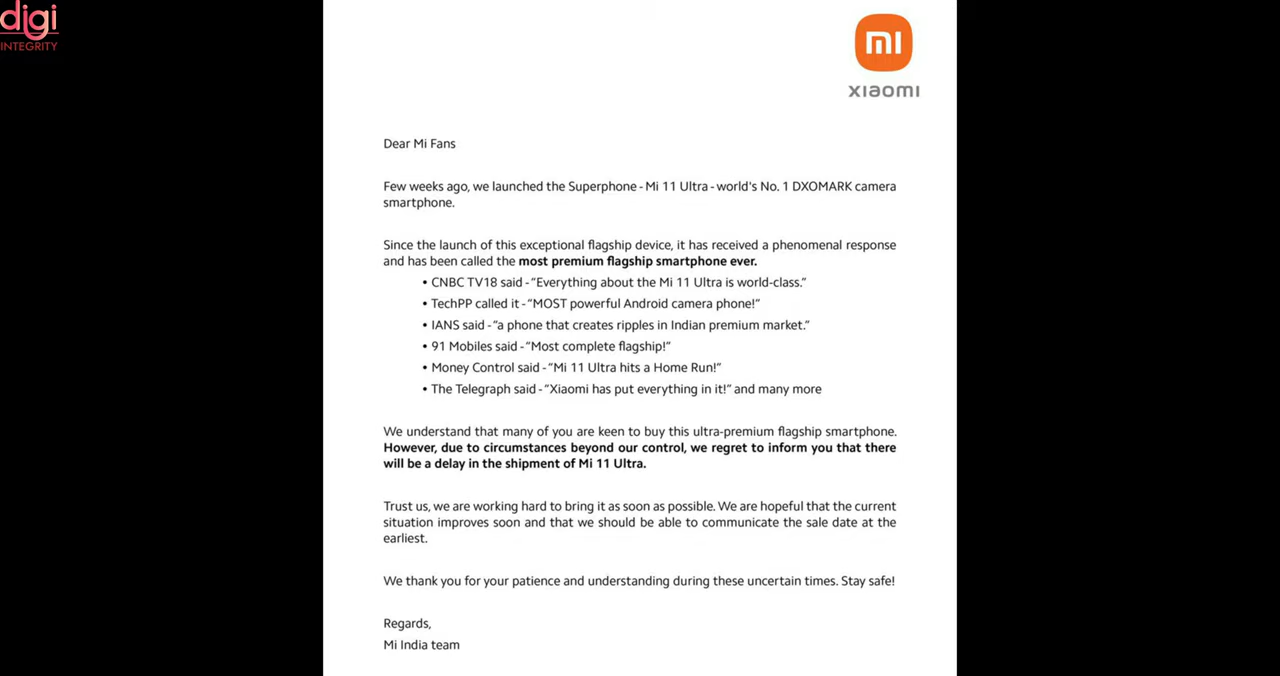 digi
INTEGRITY
mi
xiaomi
Dear Mi Fans
Few weeks ago, we launched the Superphone - Mi 11 Ultra - world's No. 1 DXOMARK camera
smartphone.
Since the launch of this exceptional flagship device, it has received a phenomenal response
and has been called the most premium flagship smartphone ever.
• CNBC TV18 said - “Everything about the Mi 11 Ultra is world-class.”
• TechPP called it - “MOST powerful Android camera phone!”
• IANS said - “a phone that creates ripples in Indian premium market.”
• 91 Mobiles said - “Most complete flagship!”
• Money Control said - “Mi 11 Ultra hits a Home Run!”
• The Telegraph said - “Xiaomi has put everything in it!” and many more
We understand that many of you are keen to buy this ultra-premium flagship smartphone.
However, due to circumstances beyond our control, we regret to inform you that there
will be a delay in the shipment of Mi 11 Ultra.
Trust us, we are working hard to bring it as soon as possible. We are hopeful that the current
situation improves soon and that we should be able to communicate the sale date at the
earliest.
We thank you for your patience and understanding during these uncertain times. Stay safe!
Regards,
Mi India team